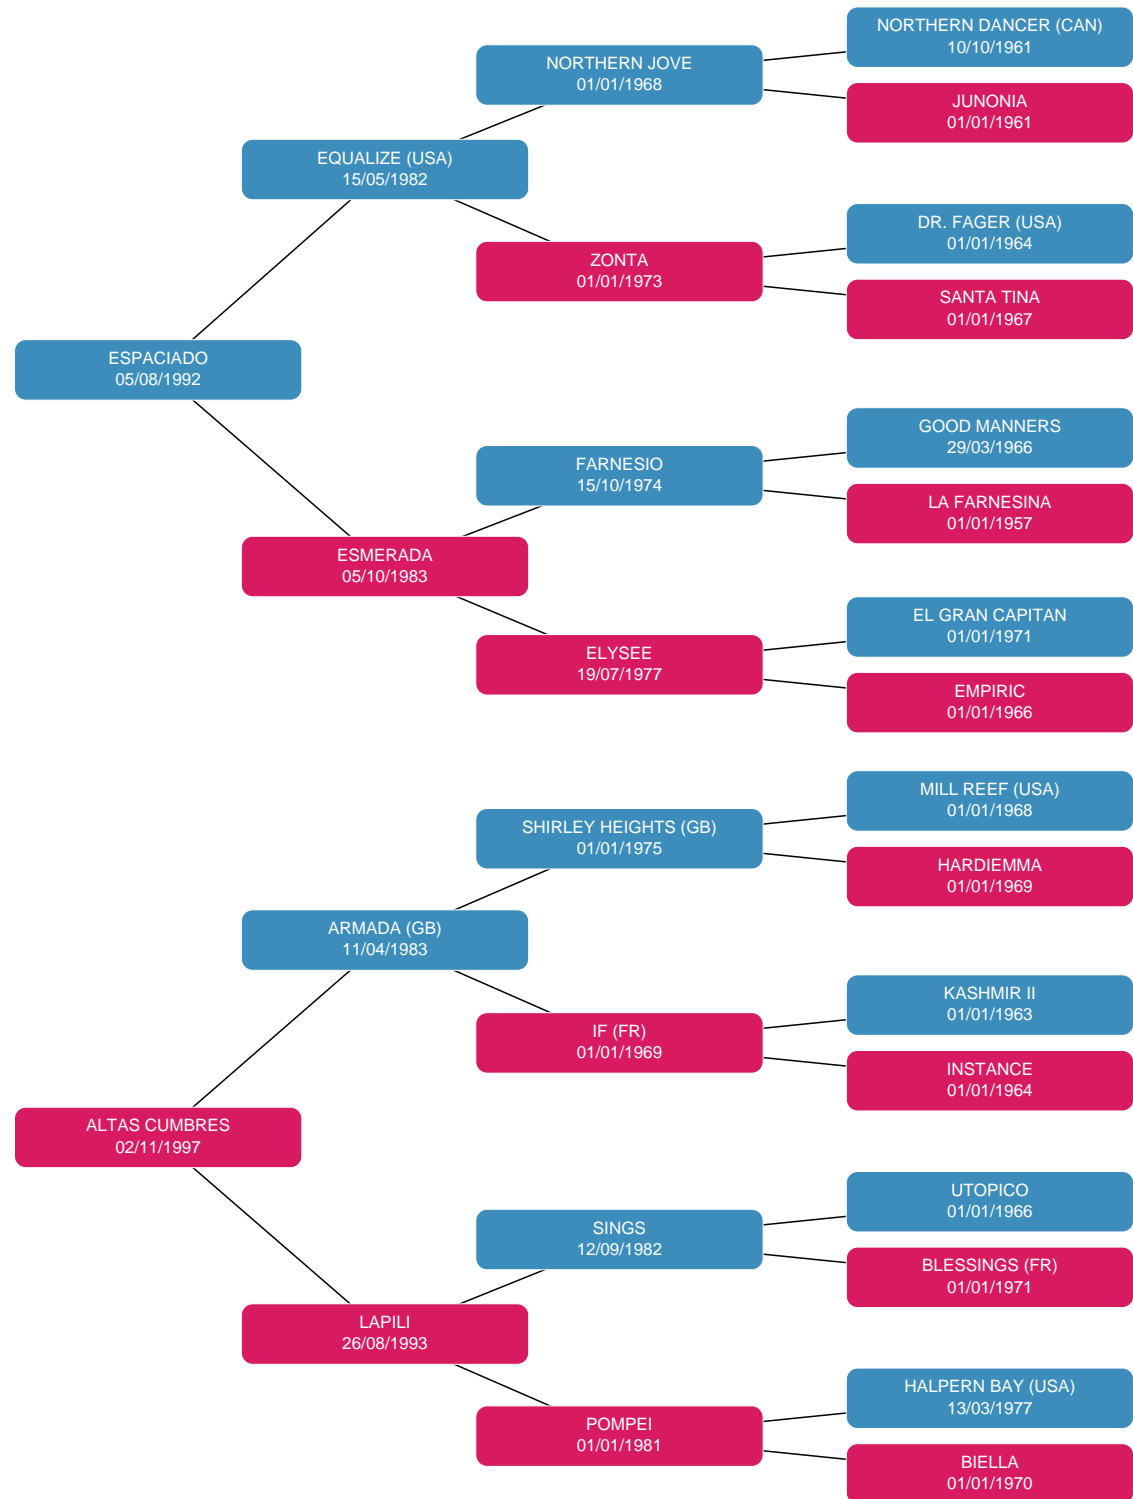 NORTHERN DANCER (CAN)
10/10/1961
NORTHERN JOVE
01/01/1968
JUNONIA
01/01/1961
EQUALIZE (USA)
15/05/1982
DR. FAGER (USA)
01/01/1964
ZONTA
01/01/1973
SANTA TINA
01/01/1967
ESPACIADO
05/08/1992
GOOD MANNERS
29/03/1966
FARNESIO
15/10/1974
LA FARNESINA
01/01/1957
ESMERADA
05/10/1983
EL GRAN CAPITAN
01/01/1971
ELYSEE
19/07/1977
EMPIRIC
01/01/1966
MILL REEF (USA)
01/01/1968
SHIRLEY HEIGHTS (GB)
01/01/1975
HARDIEMMA
01/01/1969
ARMADA (GB)
11/04/1983
KASHMIR II
01/01/1963
IF (FR)
01/01/1969
INSTANCE
01/01/1964
ALTAS CUMBRES
02/11/1997
UTOPICO
01/01/1966
SINGS
12/09/1982
BLESSINGS (FR)
01/01/1971
LAPILI
26/08/1993
HALPERN BAY (USA)
13/03/1977
POMPEI
01/01/1981
BIELLA
01/01/1970